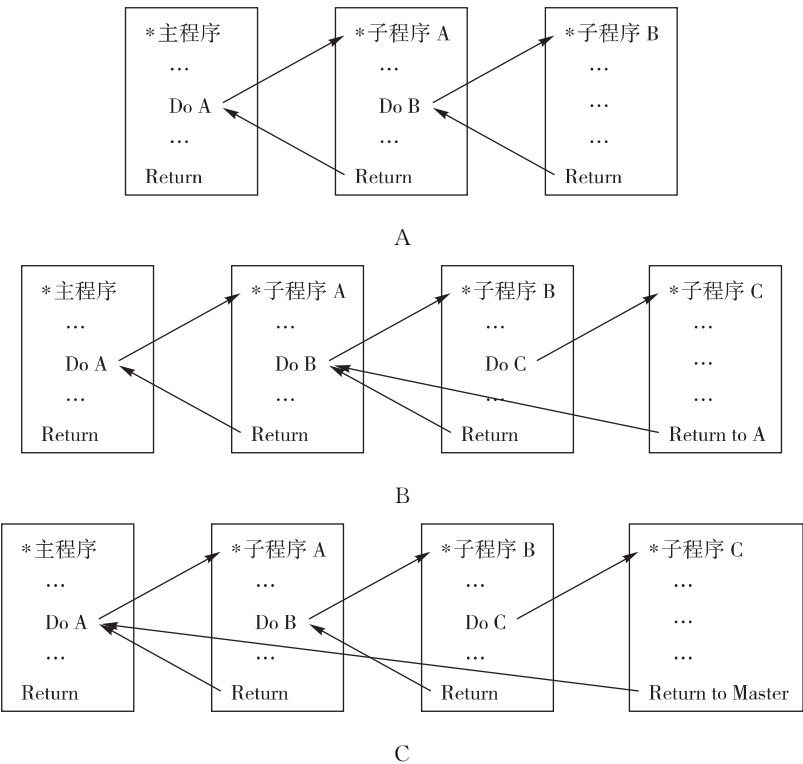 *主程序 *子程序 A *子程序 B
… … …
Do A Do B …
… … …
Return Return Return
A
*主程序 *子程序 A *子程序 B *子程序 C
… … … …
Do A Do B Do C …
… … … …
Return Return Return Return to A
B
*主程序 *子程序 A *子程序 B *子程序 C
… … … …
Do A Do B Do C …
… … … …
Return Return Return Return to Master
C